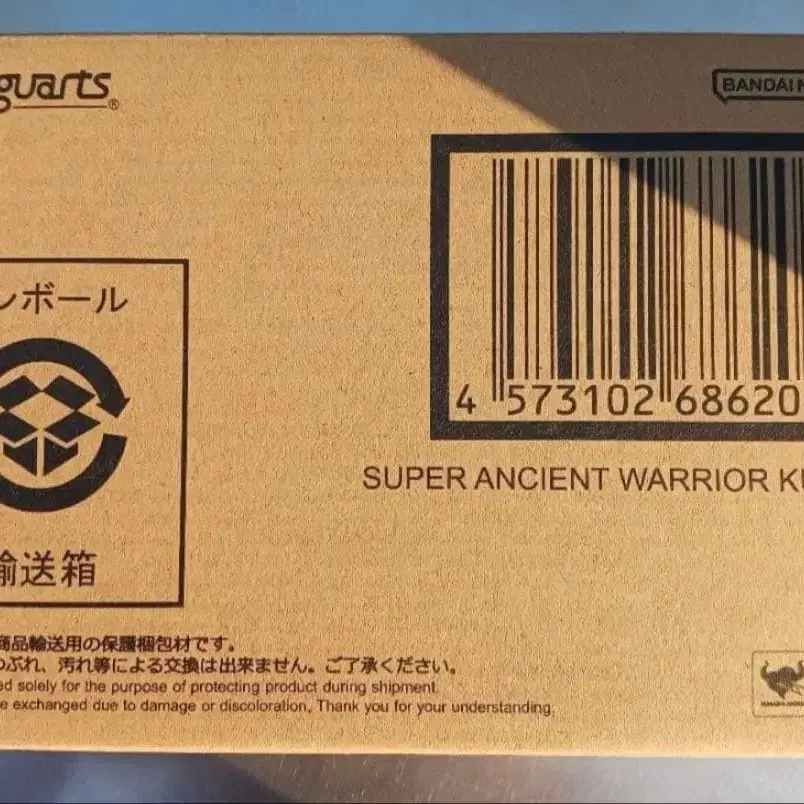 guarts®
BANDAI N
ンボール
4 573102 68620
SUPER ANCIENT WARRIOR KU
輸送箱
商品輸送用の保護梱包材です。
つぶれ、汚れ等による交換は出来ません。ご了承ください。
ed solely for the purpose of protecting product during shipment.
e exchanged due to damage or discoloration. Thank you for your understanding.